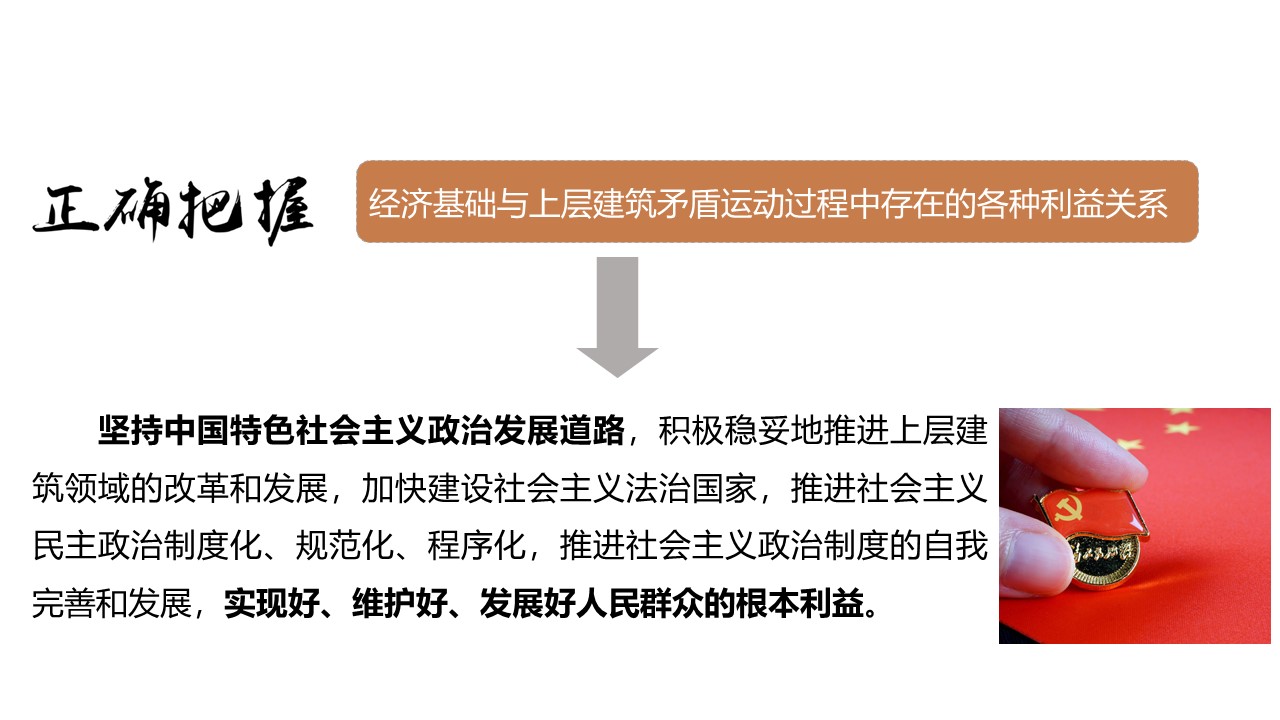 正确把握
经济基础与上层建筑矛盾运动过程中存在的各种利益关系
坚持中国特色社会主义政治发展道路，积极稳妥地推进上层建
筑领域的改革和发展，加快建设社会主义法治国家，推进社会主义
民主政治制度化、规范化、程序化，推进社会主义政治制度的自我
完善和发展，实现好、维护好、发展好人民群众的根本利益。